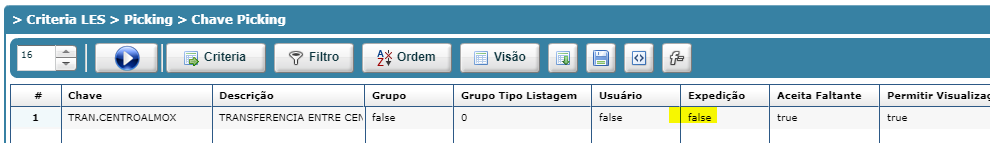 > Criteria LES > Picking > Chave Picking
16 Criteria Filtro Ordem Visão
# Chave Descrição Grupo Grupo Tipo Listagem Usuário Expedição Aceita Faltante Permitir Visualizaç
1 TRAN.CENTROALMOX TRANSFERENCIA ENTRE CEN false 0 false false true true